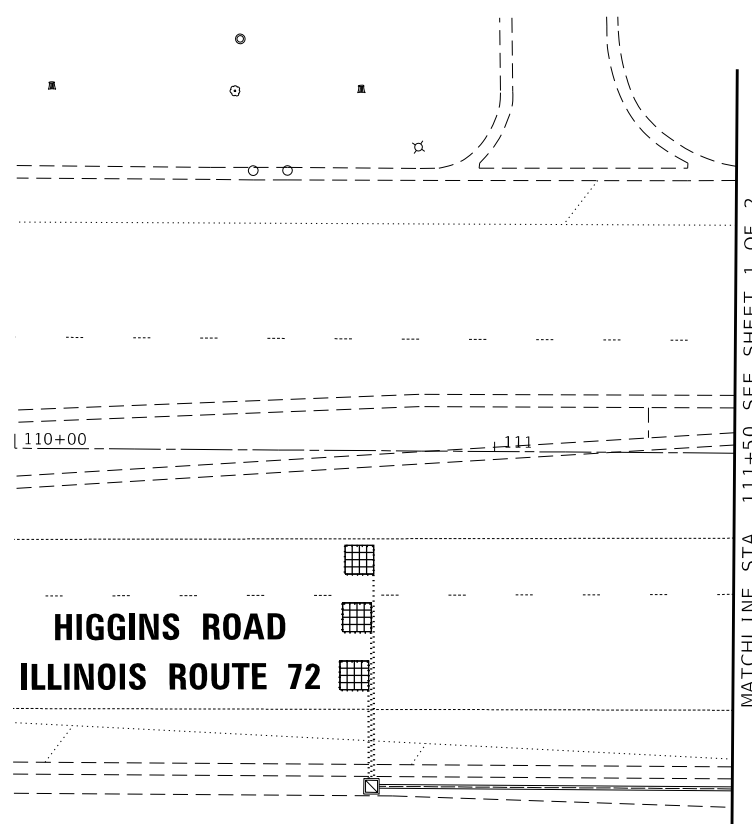 110+00
111
HIGGINS ROAD
ILLINOIS ROUTE 72
MATCHLINE STA. 111+50 SEE SHEET 1 OF 2